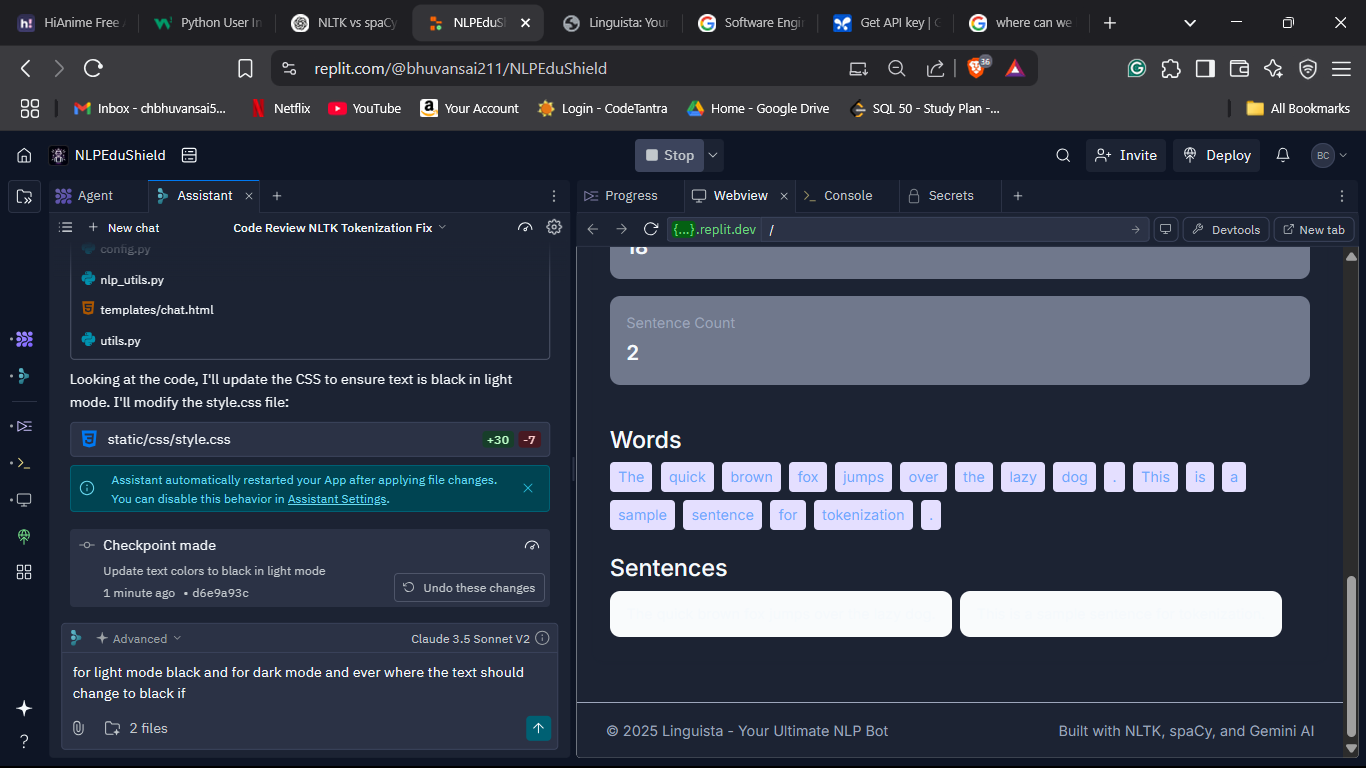 HiAnime Free
Python User In
NLTK vs spaCy
NLPEduS
Linguista: Your
Software Engi
Get API key | G
where can we
replit.com/@bhuvansai211/NLPEduShield
36
Inbox - chbhuvansai5...
Netflix
YouTube
Your Account
Login - CodeTantra
Home - Google Drive
SQL 50 - Study Plan -...
All Bookmarks
NLPEduShield
Stop
Invite
Deploy
BC
Agent
Assistant
Progress
Webview
Console
Secrets
New chat
Code Review NLTK Tokenization Fix
{...}.replit.dev /
Devtools
New tab
config.py
nlp_utils.py
templates/chat.html
utils.py
Looking at the code, I'll update the CSS to ensure text is black in light
mode. I'll modify the style.css file:
static/css/style.css +30 -7
Assistant automatically restarted your App after applying file changes.
You can disable this behavior in Assistant Settings.
Checkpoint made
Update text colors to black in light mode
1 minute ago • d6e9a93c
Undo these changes
Advanced
Claude 3.5 Sonnet V2
for light mode black and for dark mode and ever where the text should
change to black if
2 files
18
Sentence Count
2
Words
The quick brown fox jumps over the lazy dog . This is a
sample sentence for tokenization .
Sentences
© 2025 Linguista - Your Ultimate NLP Bot
Built with NLTK, spaCy, and Gemini AI